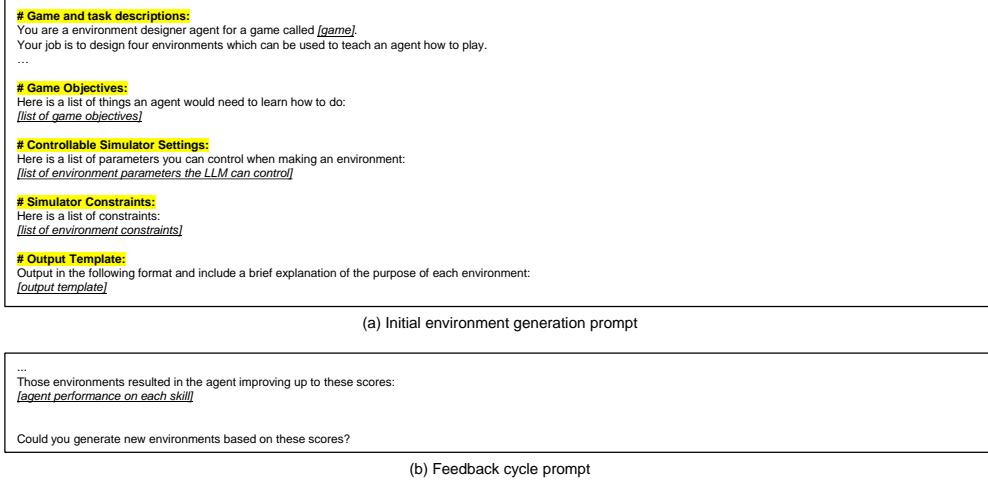 # Game and task descriptions:
You are a environment designer agent for a game called [game].
Your job is to design four environments which can be used to teach an agent how to play.
…
# Game Objectives:
Here is a list of things an agent would need to learn how to do:
[list of game objectives]
# Controllable Simulator Settings:
Here is a list of parameters you can control when making an environment:
[list of environment parameters the LLM can control]
# Simulator Constraints:
Here is a list of constraints:
[list of environment constraints]
# Output Template:
Output in the following format and include a brief explanation of the purpose of each environment:
[output template]
(a) Initial environment generation prompt
...
Those environments resulted in the agent improving up to these scores:
[agent performance on each skill]
Could you generate new environments based on these scores?
(b) Feedback cycle prompt